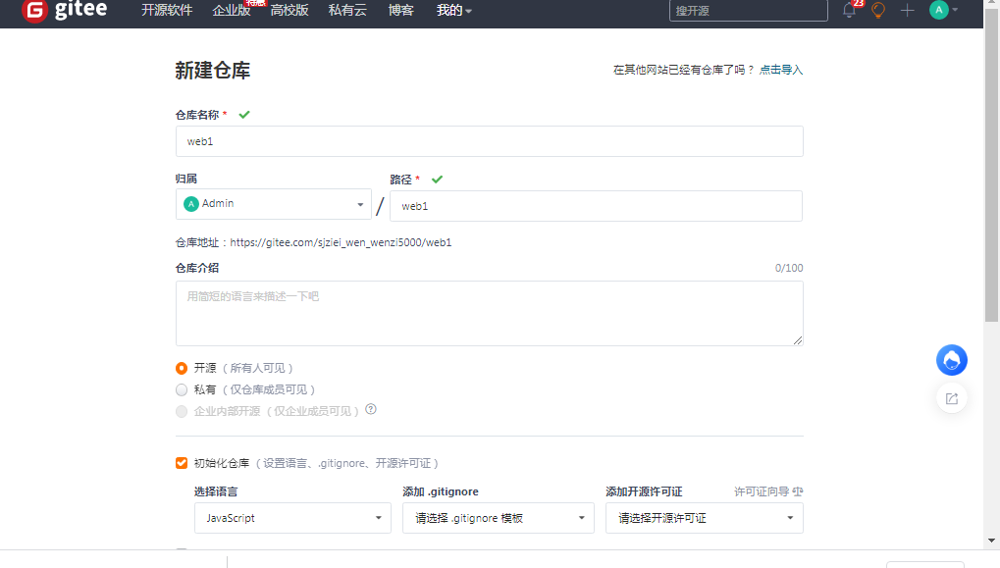 gitee 开源软件 企业版 特惠 高校版 私有云 博客 我的 搜开源 23 A
新建仓库 在其他网站已经有仓库了吗？ 点击导入
仓库名称 *
web1
归属 路径 *
A Admin / web1
仓库地址：https://gitee.com/sjziei_wen_wenzi5000/web1
仓库介绍 0/100
用简短的语言来描述一下吧
开源（所有人可见）
私有（仅仓库成员可见）
企业内部开源（仅企业成员可见） ?
初始化仓库（设置语言、.gitignore、开源许可证）
选择语言 添加 .gitignore 添加开源许可证 许可证向导
JavaScript 请选择 .gitignore 模板 请选择开源许可证